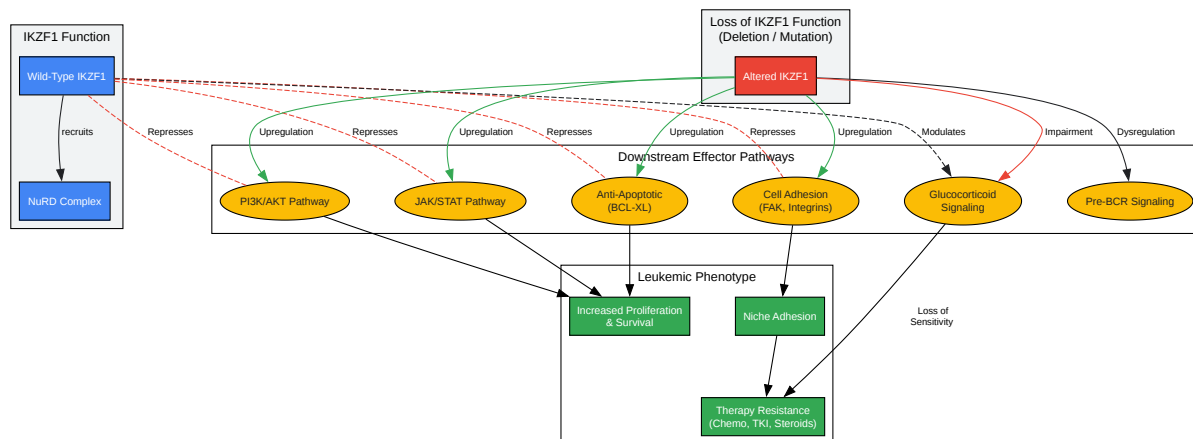 IKZF1 Function
Loss of IKZF1 Function
(Deletion / Mutation)
Wild-Type IKZF1
Altered IKZF1
recruits
Represses
Upregulation
Represses
Upregulation
Represses
Upregulation
Represses
Upregulation
Modulates
Impairment
Dysregulation
Downstream Effector Pathways
NuRD Complex
PI3K/AKT Pathway
JAK/STAT Pathway
Anti-Apoptotic
(BCL-XL)
Cell Adhesion
(FAK, Integrins)
Glucocorticoid
Signaling
Pre-BCR Signaling
Leukemic Phenotype
Increased Proliferation
& Survival
Niche Adhesion
Loss of
Sensitivity
Therapy Resistance
(Chemo, TKI, Steroids)